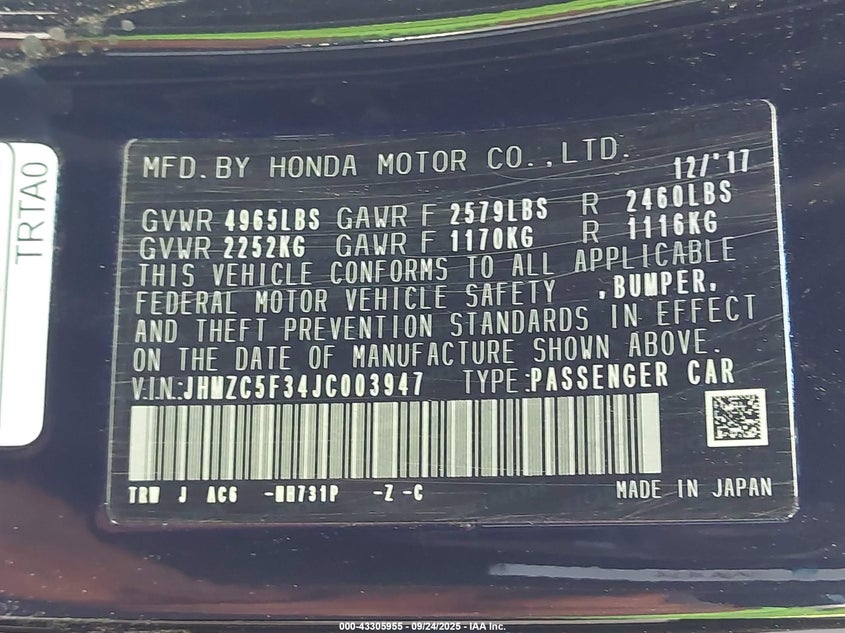 TRTA0
MFD. BY HONDA MOTOR CO., LTD. 12/'17
GVWR 4965LBS GAWR F 2579LBS R 2460LBS
GVWR 2252KG GAWR F 1170KG R 1116KG
THIS VEHICLE CONFORMS TO ALL APPLICABLE
FEDERAL MOTOR VEHICLE SAFETY ,BUMPER,
AND THEFT PREVENTION STANDARDS IN EFFECT
ON THE DATE OF MANUFACTURE SHOWN ABOVE.
V.I.N.:JHMZC5F34JC003947 TYPE:PASSENGER CAR
TRW J AC6 -NH731P -Z -C MADE IN JAPAN
000-43305955 - 09/24/2025 - IAA Inc.